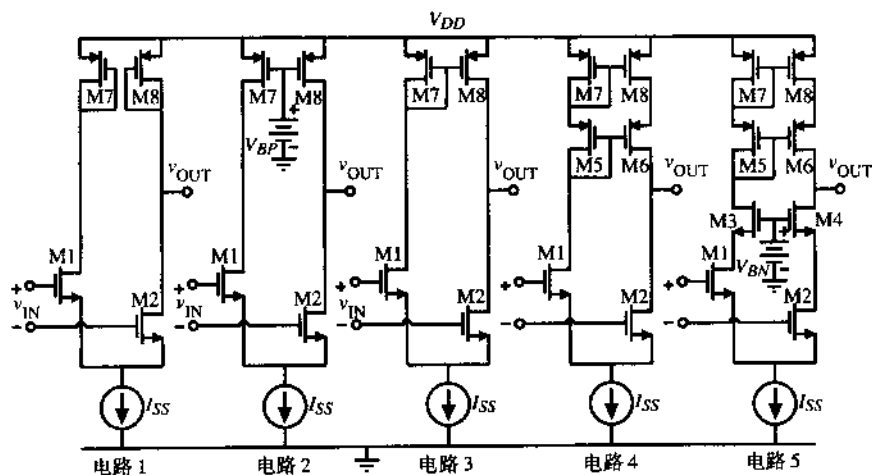 V_DD
M7 M8 M7 M8 M7 M8 M7 M8 M7 M8
+
V_BP
-
M5 M6 M5 M6
v_OUT v_OUT v_OUT v_OUT v_OUT
M3 M4
+
V_BN
-
M1 M1 M1 M1 M1
+ + + + +
v_IN v_IN v_IN
M2 M2 M2 M2 M2
- - - - -
I_SS I_SS I_SS I_SS I_SS
电路 1 电路 2 电路 3 电路 4 电路 5